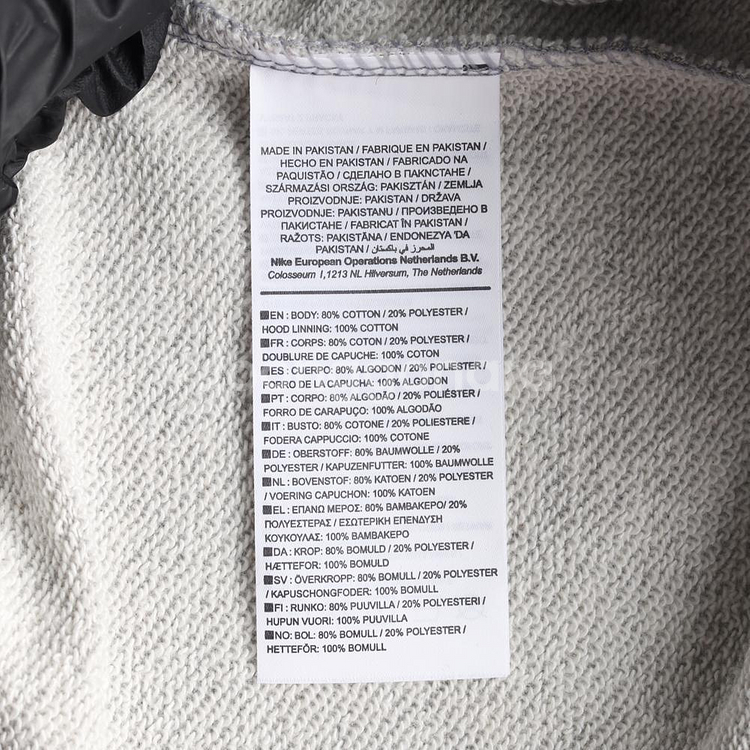 MADE IN PAKISTAN / FABRIQUE EN PAKISTAN /
HECHO EN PAKISTAN / FABRICADO NA
PAQUISTÃO / СДЕЛАНО В ПАКНСТАНЕ /
SZÁRMAZÁSI ORSZÁG: PAKISZTÁN / ZEMLJA
PROIZVODNJE: PAKISTAN / DRŽAVA
PROIZVODNJE: PAKISTANU / ПРОИЗВЕДЕНО В
ПАКИСТАНЕ / FABRICAT ÎN PAKISTAN /
RAŽOTS: PAKISTĀNA / ENDONEZYA 'DA
PAKISTAN / المحرز في باكستان
Nike European Operations Netherlands B.V.
Colosseum 1,1213 NL Hilversum, The Netherlands
EN: BODY: 80% COTTON / 20% POLYESTER /
HOOD LINNING: 100% COTTON
FR: CORPS: 80% COTON / 20% POLYESTER /
DOUBLURE DE CAPUCHE: 100% COTON
ES: CUERPO: 80% ALGODON / 20% POLIESTER /
FORRO DE LA CAPUCHA: 100% ALGODON
PT: CORPO: 80% ALGODÃO / 20% POLIÉSTER /
FORRO DE CARAPUÇO: 100% ALGODÃO
IT: BUSTO: 80% COTONE / 20% POLIESTERE /
FODERA CAPPUCCIO: 100% COTONE
DE: OBERSTOFF: 80% BAUMWOLLE / 20%
POLYESTER / KAPUZENFUTTER: 100% BAUMWOLLE
NL: BOVENSTOF: 80% KATOEN / 20% POLYESTER
/ VOERING CAPUCHON: 100% KATOEN
EL: ΕΠΑΝΩ ΜΕΡΟΣ: 80% ΒΑΜΒΑΚΕΡΟ/ 20%
ΠΟΛΥΕΣΤΕΡΑΣ / ΕΣΩΤΕΡΙΚΗ ΕΠΕΝΔΥΣΗ
ΚΟΥΚΟΥΛΑΣ: 100% ΒΑΜΒΑΚΕΡΟ
DA: KROP: 80% BOMULD / 20% POLYESTER /
HÆTTEFOR: 100% BOMULD
SV: ÖVERKROPP: 80% BOMULL / 20% POLYESTER
/ KAPUSCHONGFODER: 100% BOMULL
FI: RUNKO: 80% PUUVILLA / 20% POLYESTERI /
HUPUN VUORI: 100% PUUVILLA
NO: BOL: 80% BOMULL / 20% POLYESTER /
HETTEFÔR: 100% BOMULL